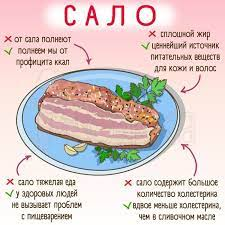 САЛО
❌ от сала полнеют
✔ полнеем мы от
профицита ккал
❌ сплошной жир
✔ ценнейший источник
питательных веществ
для кожи и волос
❌ сало тяжелая еда
✔ у здоровых людей
не вызывает проблем
с пищеварением
❌ сало содержит большое
количество холестерина
✔ вдвое меньше холестерина,
чем в сливочном масле